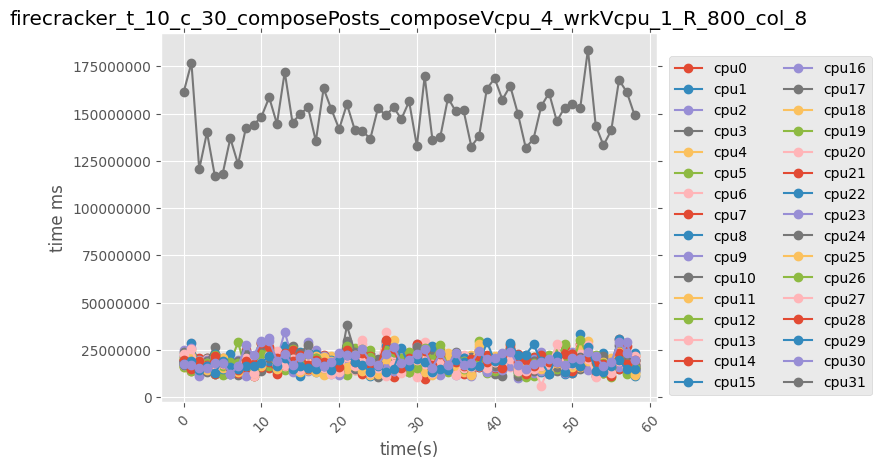 firecracker_t_10_c_30_composePosts_composeVcpu_4_wrkVcpu_1_R_800_col_8
175000000
150000000
125000000
100000000
75000000
50000000
25000000
0
time ms
0
10
20
30
40
50
60
time(s)
cpu0
cpu1
cpu2
cpu3
cpu4
cpu5
cpu6
cpu7
cpu8
cpu9
cpu10
cpu11
cpu12
cpu13
cpu14
cpu15
cpu16
cpu17
cpu18
cpu19
cpu20
cpu21
cpu22
cpu23
cpu24
cpu25
cpu26
cpu27
cpu28
cpu29
cpu30
cpu31